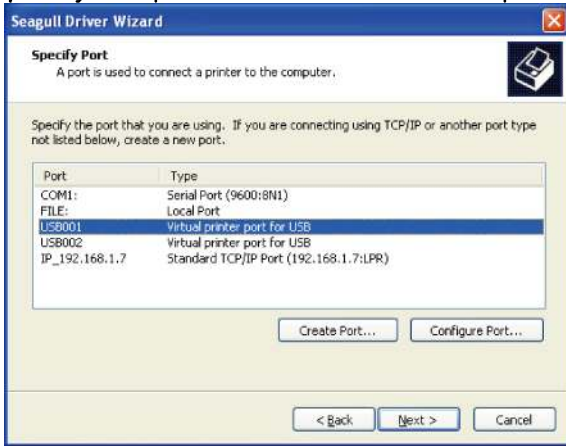 Seagull Driver Wizard
Specify Port
A port is used to connect a printer to the computer.
Specify the port that you are using. If you are connecting using TCP/IP or another port type
not listed below, create a new port.
Port Type
COM1: Serial Port (9600:8N1)
FILE: Local Port
USB001 Virtual printer port for USB
USB002 Virtual printer port for USB
IP_192.168.1.7 Standard TCP/IP Port (192.168.1.7:LPR)
Create Port... Configure Port...
< Back Next > Cancel